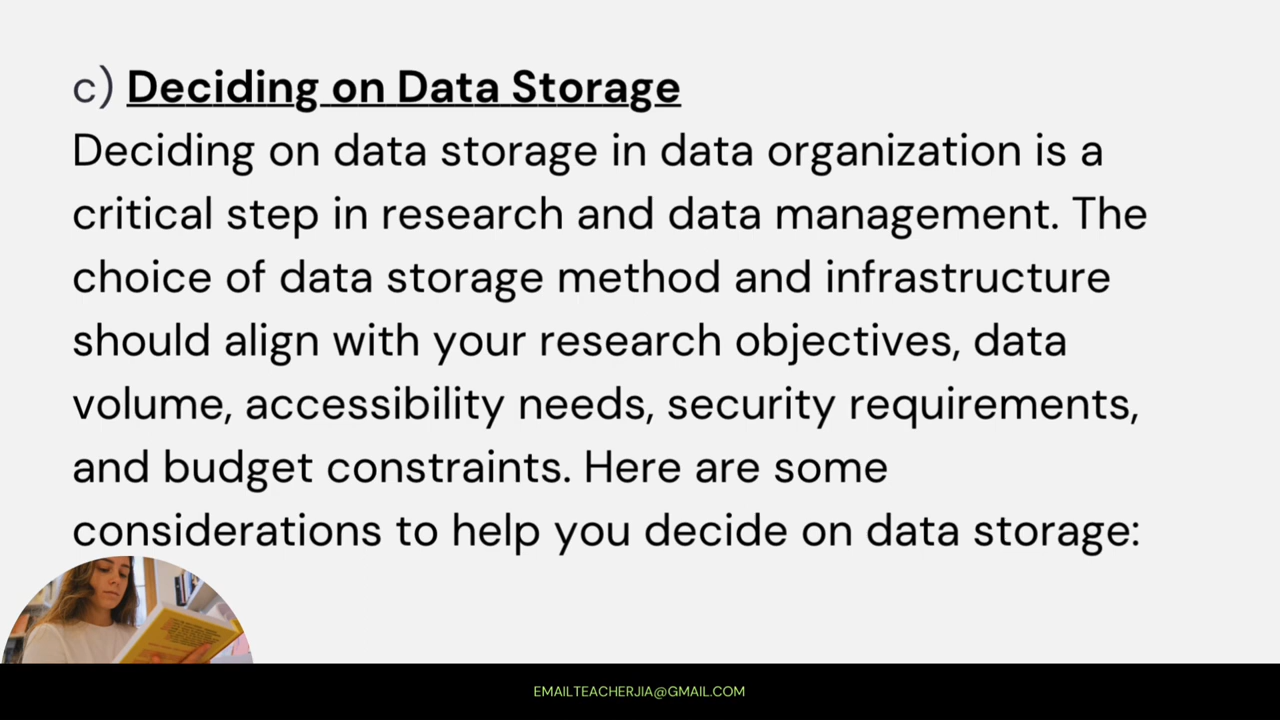 c) Deciding on Data Storage
Deciding on data storage in data organization is a
critical step in research and data management. The
choice of data storage method and infrastructure
should align with your research objectives, data
volume, accessibility needs, security requirements,
and budget constraints. Here are some
considerations to help you decide on data storage:
EMAILTEACHERJIA@GMAIL.COM